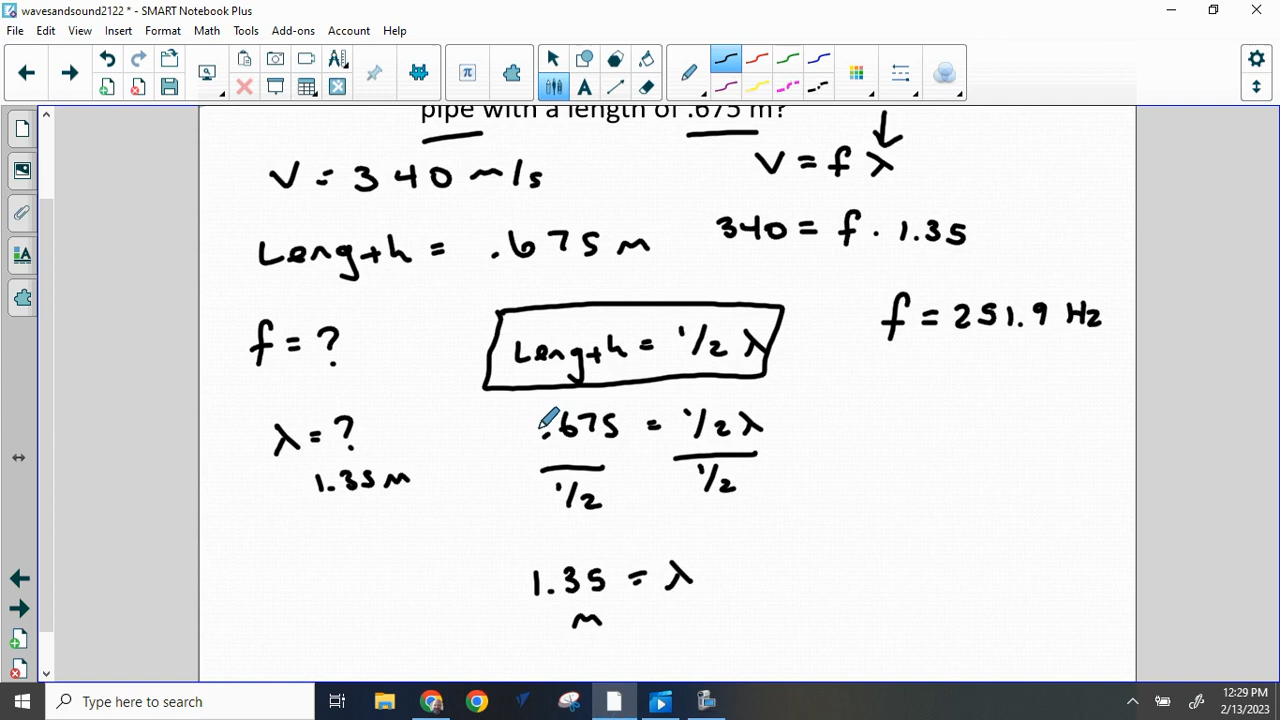 wavesandsound2122 * - SMART Notebook Plus
File Edit View Insert Format Math Tools Add-ons Account Help
pipe with a length of .675 m?
V = 340 m/s
V = f λ
340 = f · 1.35
Length = .675 m
f = 251.9 Hz
f = ?
Length = 1/2 λ
λ = ?
1.35 m
.675 = 1/2 λ
1/2 1/2
1.35 = λ
m
Type here to search
12:29 PM
2/13/2023